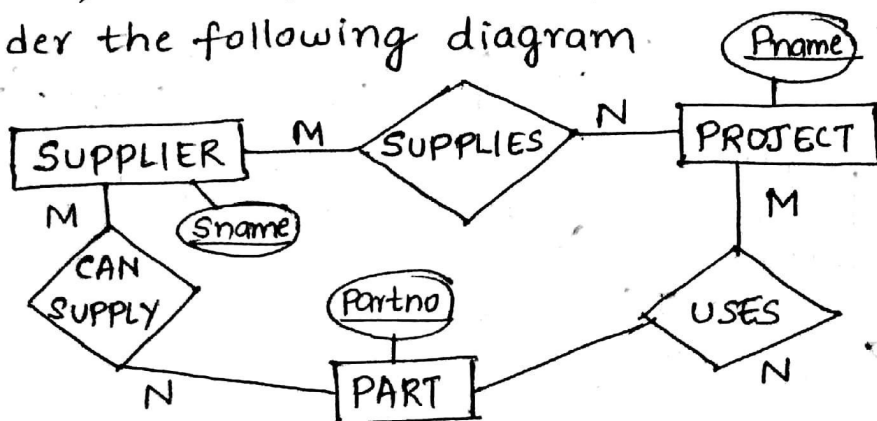 der the following diagram
Pname
SUPPLIER M SUPPLIES N PROJECT
M Sname M
CAN
SUPPLY
Partno
USES
N PART N